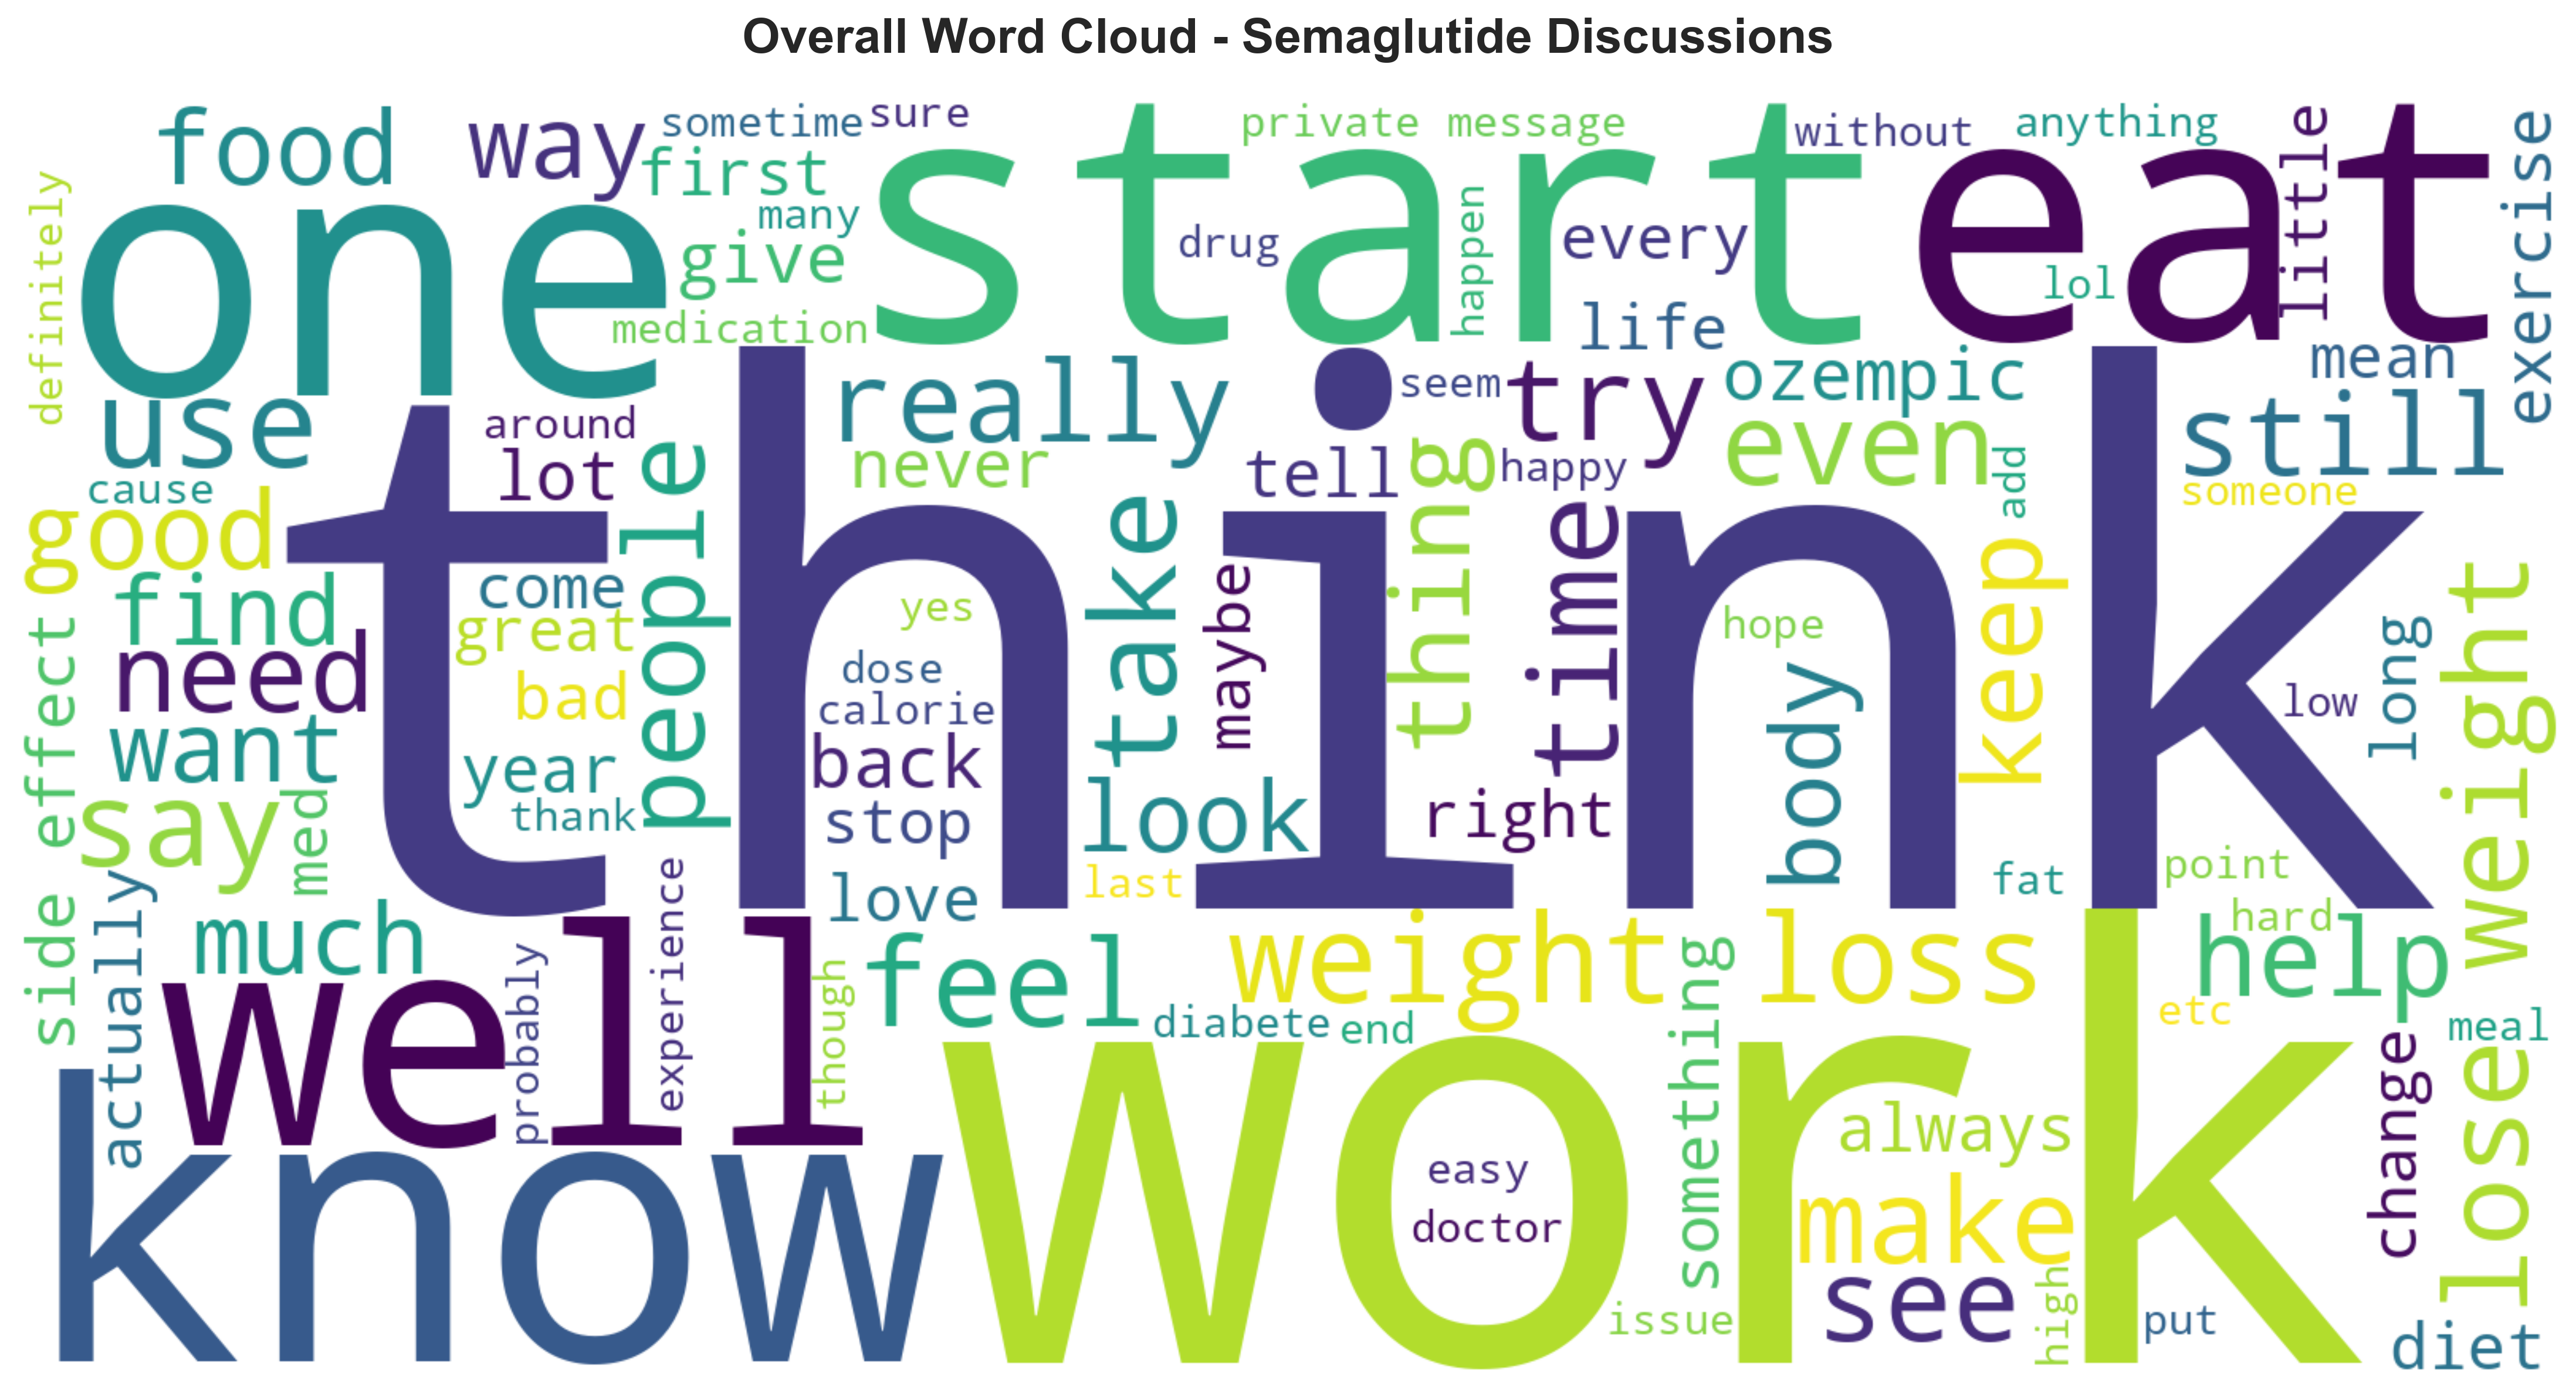 Overall Word Cloud - Semaglutide Discussions
food
way
sometime
sure
private message
without
anything
little
exercise
definitely
one
first
many
give
medication
start
drug
happen
every
life
eat
lol
mean
use
around
lot
cause
people
really
never
seem
try
tell
thing
happy
ozempic
even
add
still
someone
good
think
find
come
great
yes
take
maybe
time
hope
keep
long
low
lose weight
side effect
need
bad
dose
calorie
body
want
year
back
say
med
thank
stop
look
right
love
last
fat
point
hard
actually
much
experience
well
probably
though
feel
diabete
end
weight loss
something
help
etc
meal
change
know
work
easy
doctor
always
make
see
issue
high
put
diet